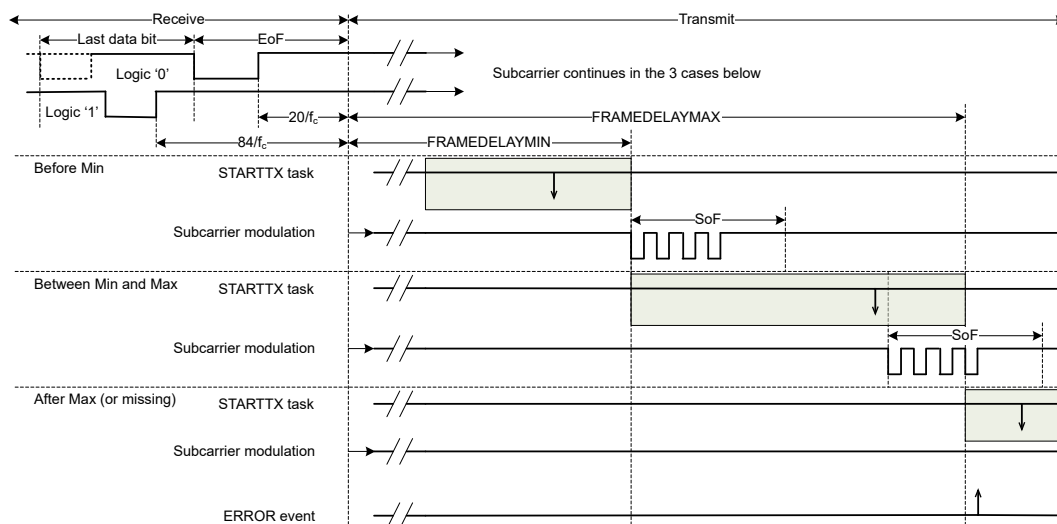 Receive
Transmit
Last data bit
EoF
Logic ‘0’
Subcarrier continues in the 3 cases below
Logic ‘1’
20/fc
FRAMEDELAYMAX
84/fc
FRAMEDELAYMIN
Before Min
STARTTX task
SoF
Subcarrier modulation
Between Min and Max
STARTTX task
SoF
Subcarrier modulation
After Max (or missing)
STARTTX task
Subcarrier modulation
ERROR event